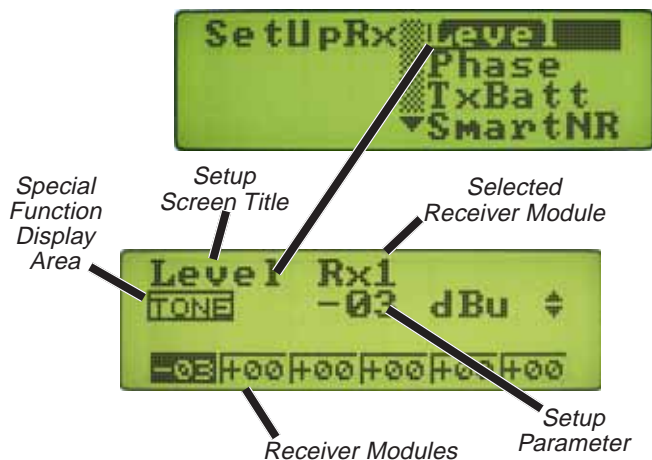 SetUpRx Level
Phase
TxBatt
SmartNR
Special
Function
Display
Area
Setup
Screen Title
Selected
Receiver Module
Level Rx1
TONE -03 dBu
-03 +00 +00 +00 +00 +00
Receiver Modules
Setup
Parameter